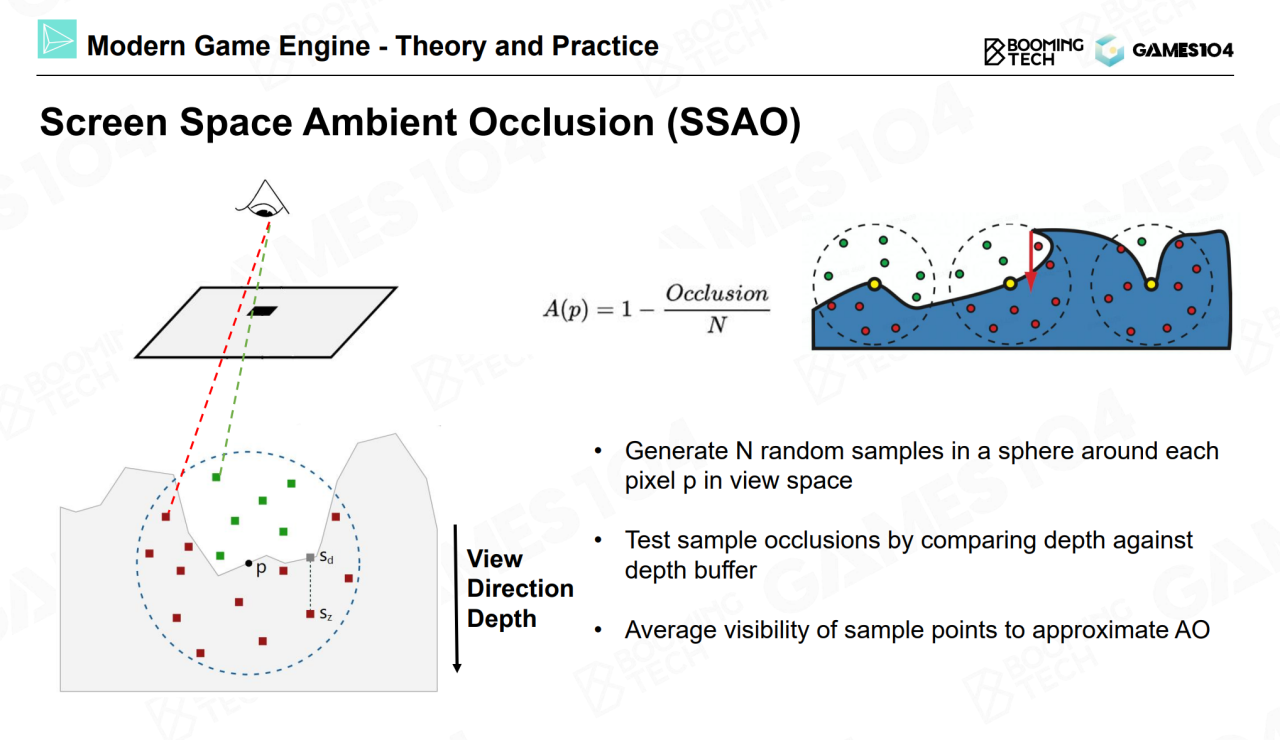 Modern Game Engine - Theory and Practice
BOOMING
TECH
GAMES104
Screen Space Ambient Occlusion (SSAO)
A(p) = 1 - Occlusion / N
• Generate N random samples in a sphere around each
pixel p in view space
• Test sample occlusions by comparing depth against
depth buffer
• Average visibility of sample points to approximate AO
p
s_d
s_z
View
Direction
Depth